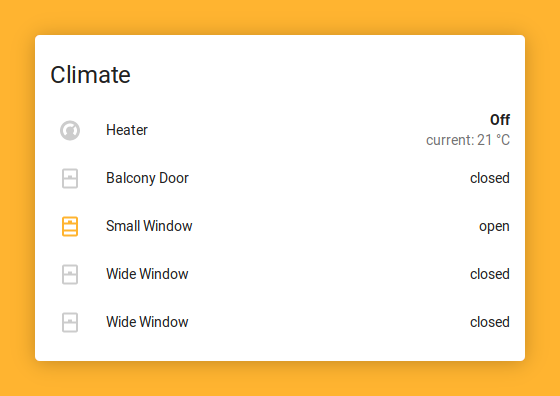 Climate
Heater
Off
current: 21 °C
Balcony Door
closed
Small Window
open
Wide Window
closed
Wide Window
closed